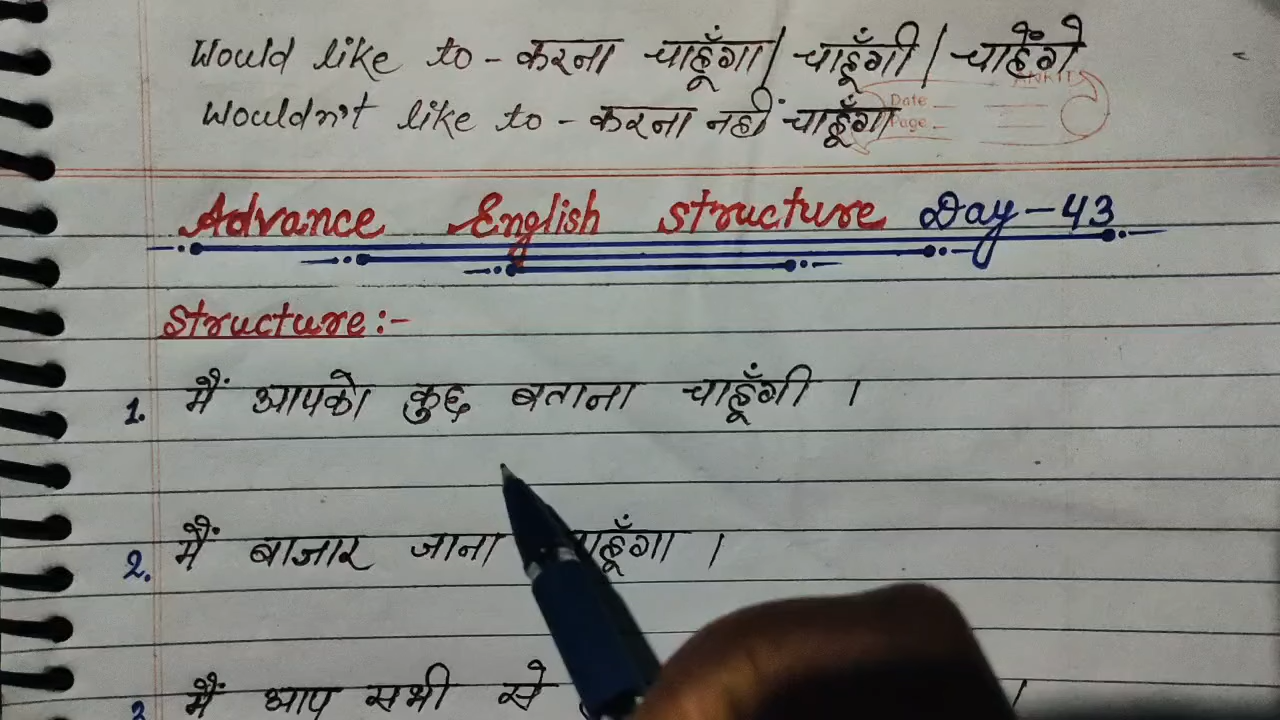 Would like to - करना चाहूँगा / चाहूँगी / चाहेँगे
Wouldn't like to - करना नहीं चाहूँगा
Date
Page
Advance English structure Day-43
Structure:-
1. मैं आपको कुछ बताना चाहूँगी ।
2. मैं बाजार जाना ।
3 मैं आप सभी से ।